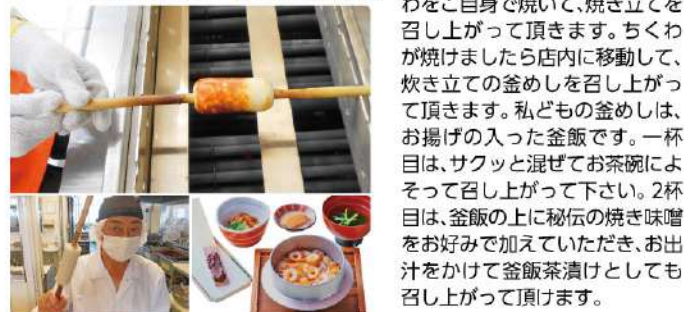 わをご自身で焼いて、焼き立てを
召し上がって頂きます。ちくわ
が焼けましたら店内に移動して、
炊き立ての釜めしを召し上がっ
て頂きます。私どもの釜めしは、
お揚げの入った釜飯です。一杯
目は、サクッと混ぜてお茶碗によ
そって召し上がって下さい。2杯
目は、釜飯の上に秘伝の焼き味噌
をお好みで加えていただき、お出
汁をかけて釜飯茶漬けとしても
召し上がって頂けます。